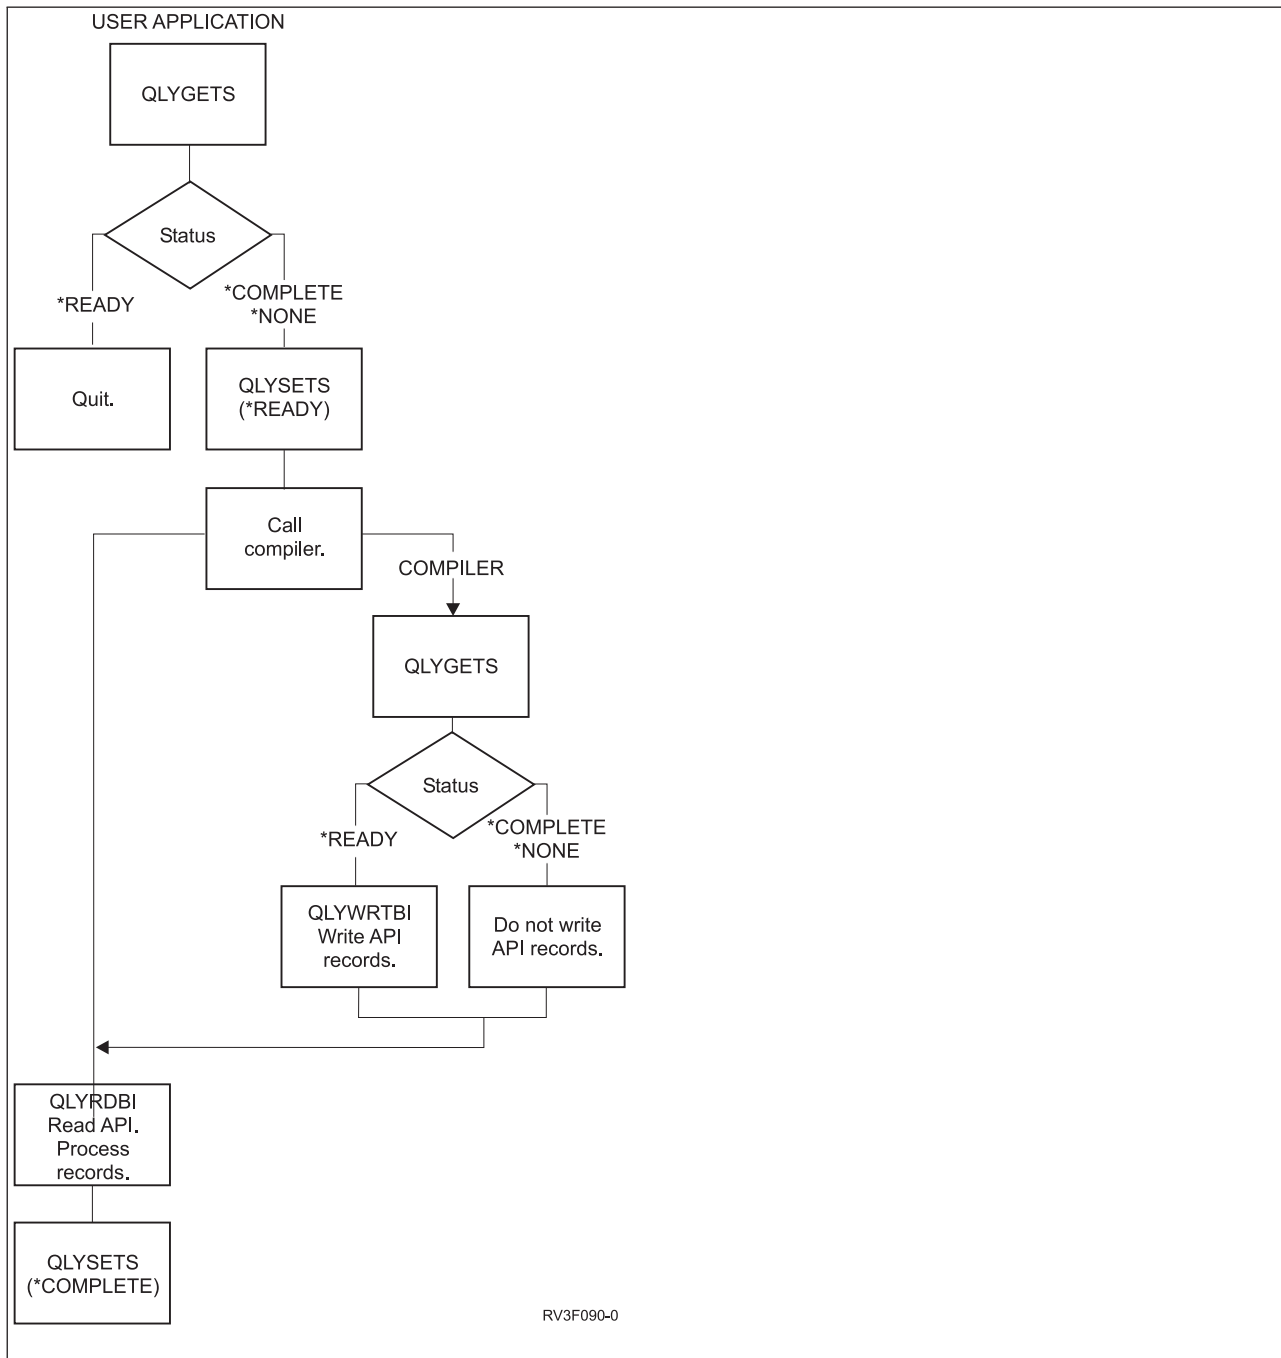 USER APPLICATION
QLYGETS
Status
*READY
*COMPLETE
*NONE
Quit.
QLYSETS
(*READY)
Call
compiler.
COMPILER
QLYGETS
Status
*READY
*COMPLETE
*NONE
QLYWRTBI
Write API
records.
Do not write
API records.
QLYRDBI
Read API.
Process
records.
QLYSETS
(*COMPLETE)
RV3F090-0